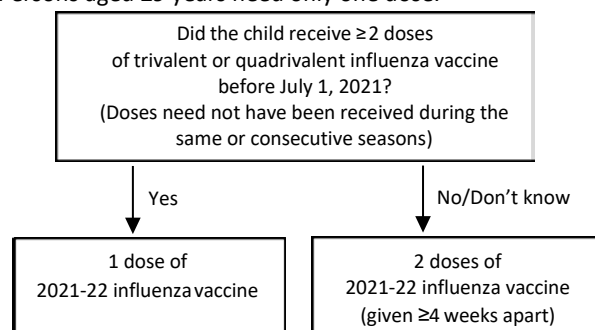 Persons aged ≥9 years need only one dose.
Did the child receive ≥2 doses
of trivalent or quadrivalent influenza vaccine
before July 1, 2021?
(Doses need not have been received during the
same or consecutive seasons)
Yes
No/Don’t know
1 dose of
2021-22 influenza vaccine
2 doses of
2021-22 influenza vaccine
(given ≥4 weeks apart)